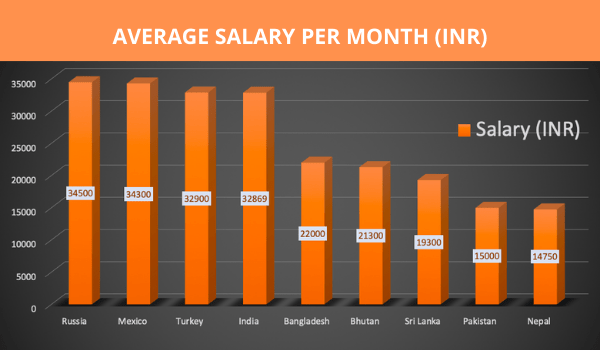 AVERAGE SALARY PER MONTH (INR)
35000
30000
25000
20000
15000
10000
5000
0
Salary (INR)
34500 34300 32900 32869 22000 21300 19300 15000 14750
Russia Mexico Turkey India Bangladesh Bhutan Sri Lanka Pakistan Nepal